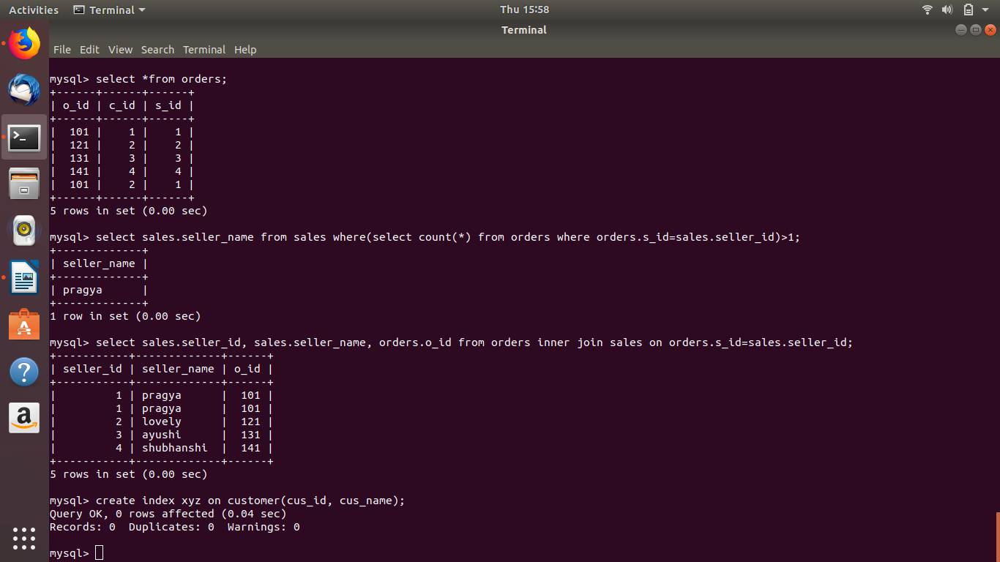 Activities Terminal Thu 15:58
Terminal
File Edit View Search Terminal Help
mysql> select *from orders;
+------+------+------+
| o_id | c_id | s_id |
+------+------+------+
|  101 |    1 |    1 |
|  121 |    2 |    2 |
|  131 |    3 |    3 |
|  141 |    4 |    4 |
|  101 |    2 |    1 |
+------+------+------+
5 rows in set (0.00 sec)
mysql> select sales.seller_name from sales where(select count(*) from orders where orders.s_id=sales.seller_id)>1;
+-------------+
| seller_name |
+-------------+
| pragya      |
+-------------+
1 row in set (0.00 sec)
mysql> select sales.seller_id, sales.seller_name, orders.o_id from orders inner join sales on orders.s_id=sales.seller_id;
+-----------+-------------+------+
| seller_id | seller_name | o_id |
+-----------+-------------+------+
|         1 | pragya      |  101 |
|         1 | pragya      |  101 |
|         2 | lovely      |  121 |
|         3 | ayushi      |  131 |
|         4 | shubhanshi  |  141 |
+-----------+-------------+------+
5 rows in set (0.00 sec)
mysql> create index xyz on customer(cus_id, cus_name);
Query OK, 0 rows affected (0.04 sec)
Records: 0  Duplicates: 0  Warnings: 0
mysql>